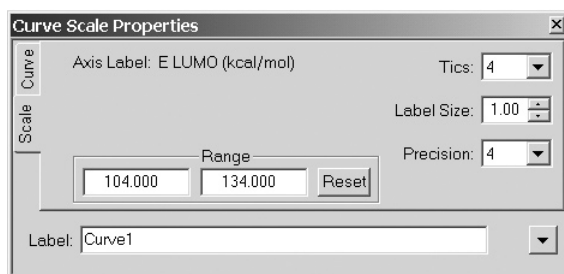 Curve Scale Properties
Curve
Scale
Axis Label: E LUMO (kcal/mol)
Tics: 4
Label Size: 1.00
Precision: 4
Range
104.000 134.000 Reset
Label: Curve1